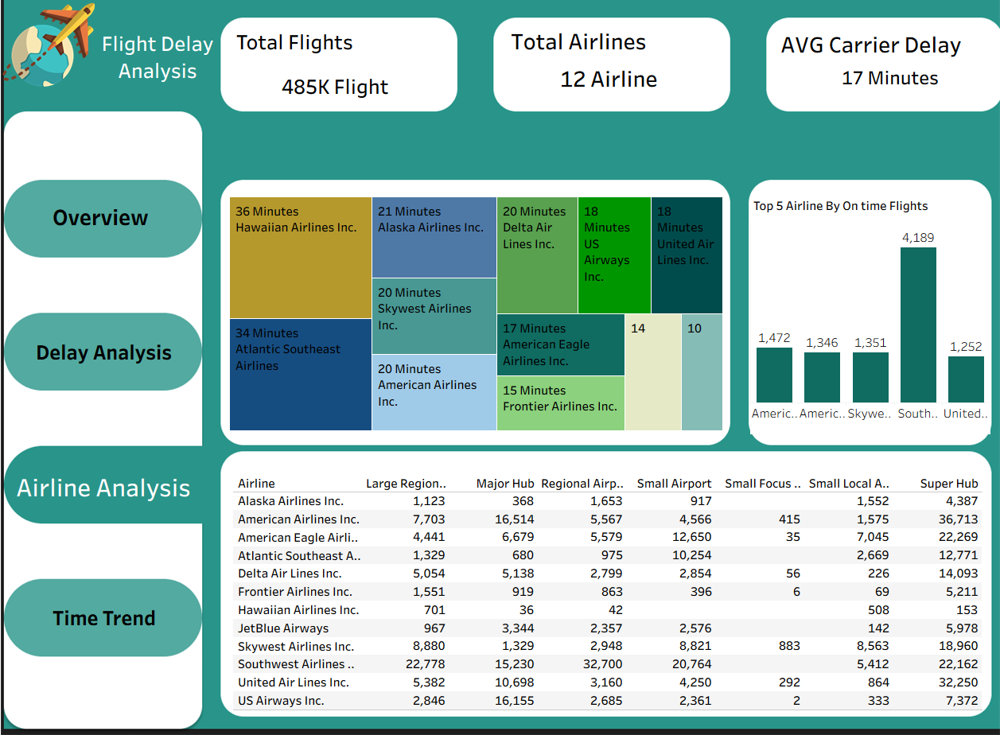 Flight Delay
Analysis
Total Flights
485K Flight
Total Airlines
12 Airline
AVG Carrier Delay
17 Minutes
Overview
Delay Analysis
Airline Analysis
Time Trend
36 Minutes
Hawaiian Airlines Inc.
34 Minutes
Atlantic Southeast
Airlines
21 Minutes
Alaska Airlines Inc.
20 Minutes
Skywest Airlines
Inc.
20 Minutes
American Airlines
Inc.
20 Minutes
Delta Air
Lines Inc.
18
Minutes
US
Airways
Inc.
18
Minutes
United Air
Lines Inc.
17 Minutes
American Eagle
Airlines Inc.
15 Minutes
Frontier Airlines Inc.
14
10
Top 5 Airline By On time Flights
1,472 1,346 1,351 4,189 1,252
Americ.. Americ.. Skywe.. South.. United..
Airline Large Region.. Major Hub Regional Airp.. Small Airport Small Focus .. Small Local A.. Super Hub
Alaska Airlines Inc. 1,123 368 1,653 917 1,552 4,387
American Airlines Inc. 7,703 16,514 5,567 4,566 415 1,575 36,713
American Eagle Airli.. 4,441 6,679 5,579 12,650 35 7,045 22,269
Atlantic Southeast A.. 1,329 680 975 10,254 2,669 12,771
Delta Air Lines Inc. 5,054 5,138 2,799 2,854 56 226 14,093
Frontier Airlines Inc. 1,551 919 863 396 6 69 5,211
Hawaiian Airlines Inc. 701 36 42 508 153
JetBlue Airways 967 3,344 2,357 2,576 142 5,978
Skywest Airlines Inc. 8,880 1,329 2,948 8,821 883 8,563 18,960
Southwest Airlines .. 22,778 15,230 32,700 20,764 5,412 22,162
United Air Lines Inc. 5,382 10,698 3,160 4,250 292 864 32,250
US Airways Inc. 2,846 16,155 2,685 2,361 2 333 7,372